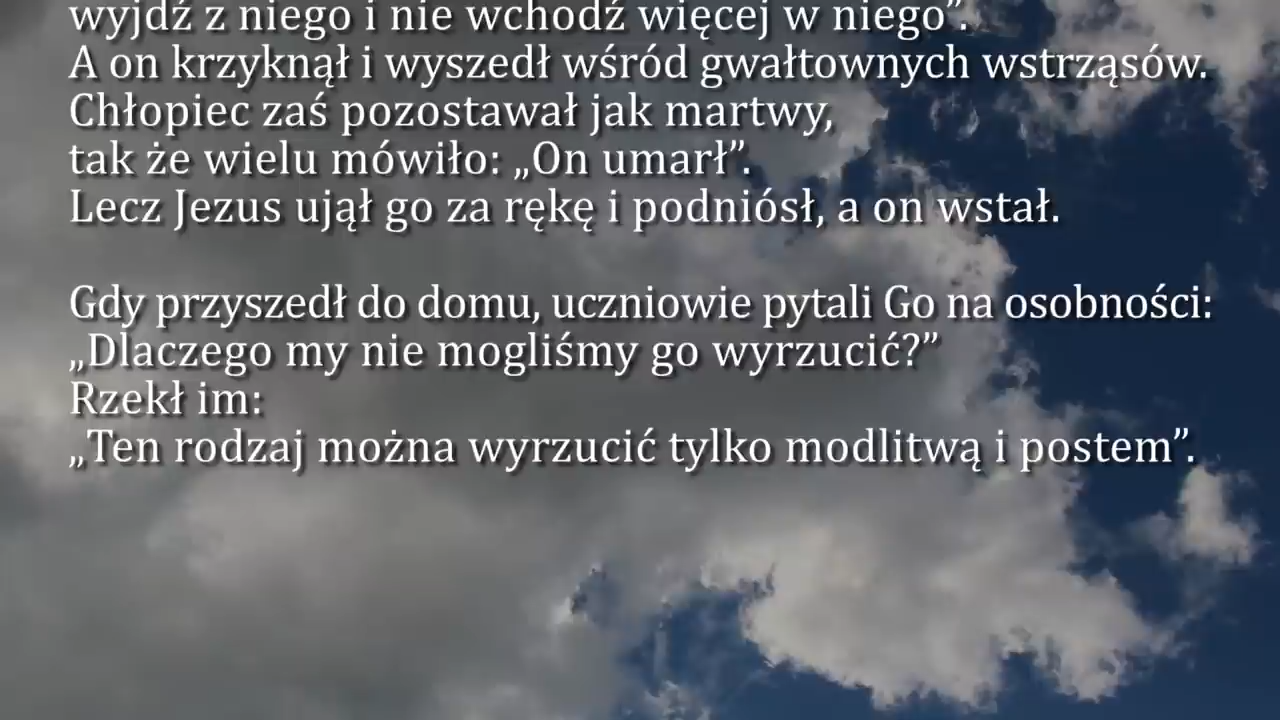 wyjdź z niego i nie wchodź więcej w niego”.
A on krzyknął i wyszedł wśród gwałtownych wstrząsów.
Chłopiec zaś pozostawał jak martwy,
tak że wielu mówiło: „On umarł”.
Lecz Jezus ujął go za rękę i podniósł, a on wstał.
Gdy przyszedł do domu, uczniowie pytali Go na osobności:
„Dlaczego my nie mogliśmy go wyrzucić?”
Rzekł im:
„Ten rodzaj można wyrzucić tylko modlitwą i postem”.